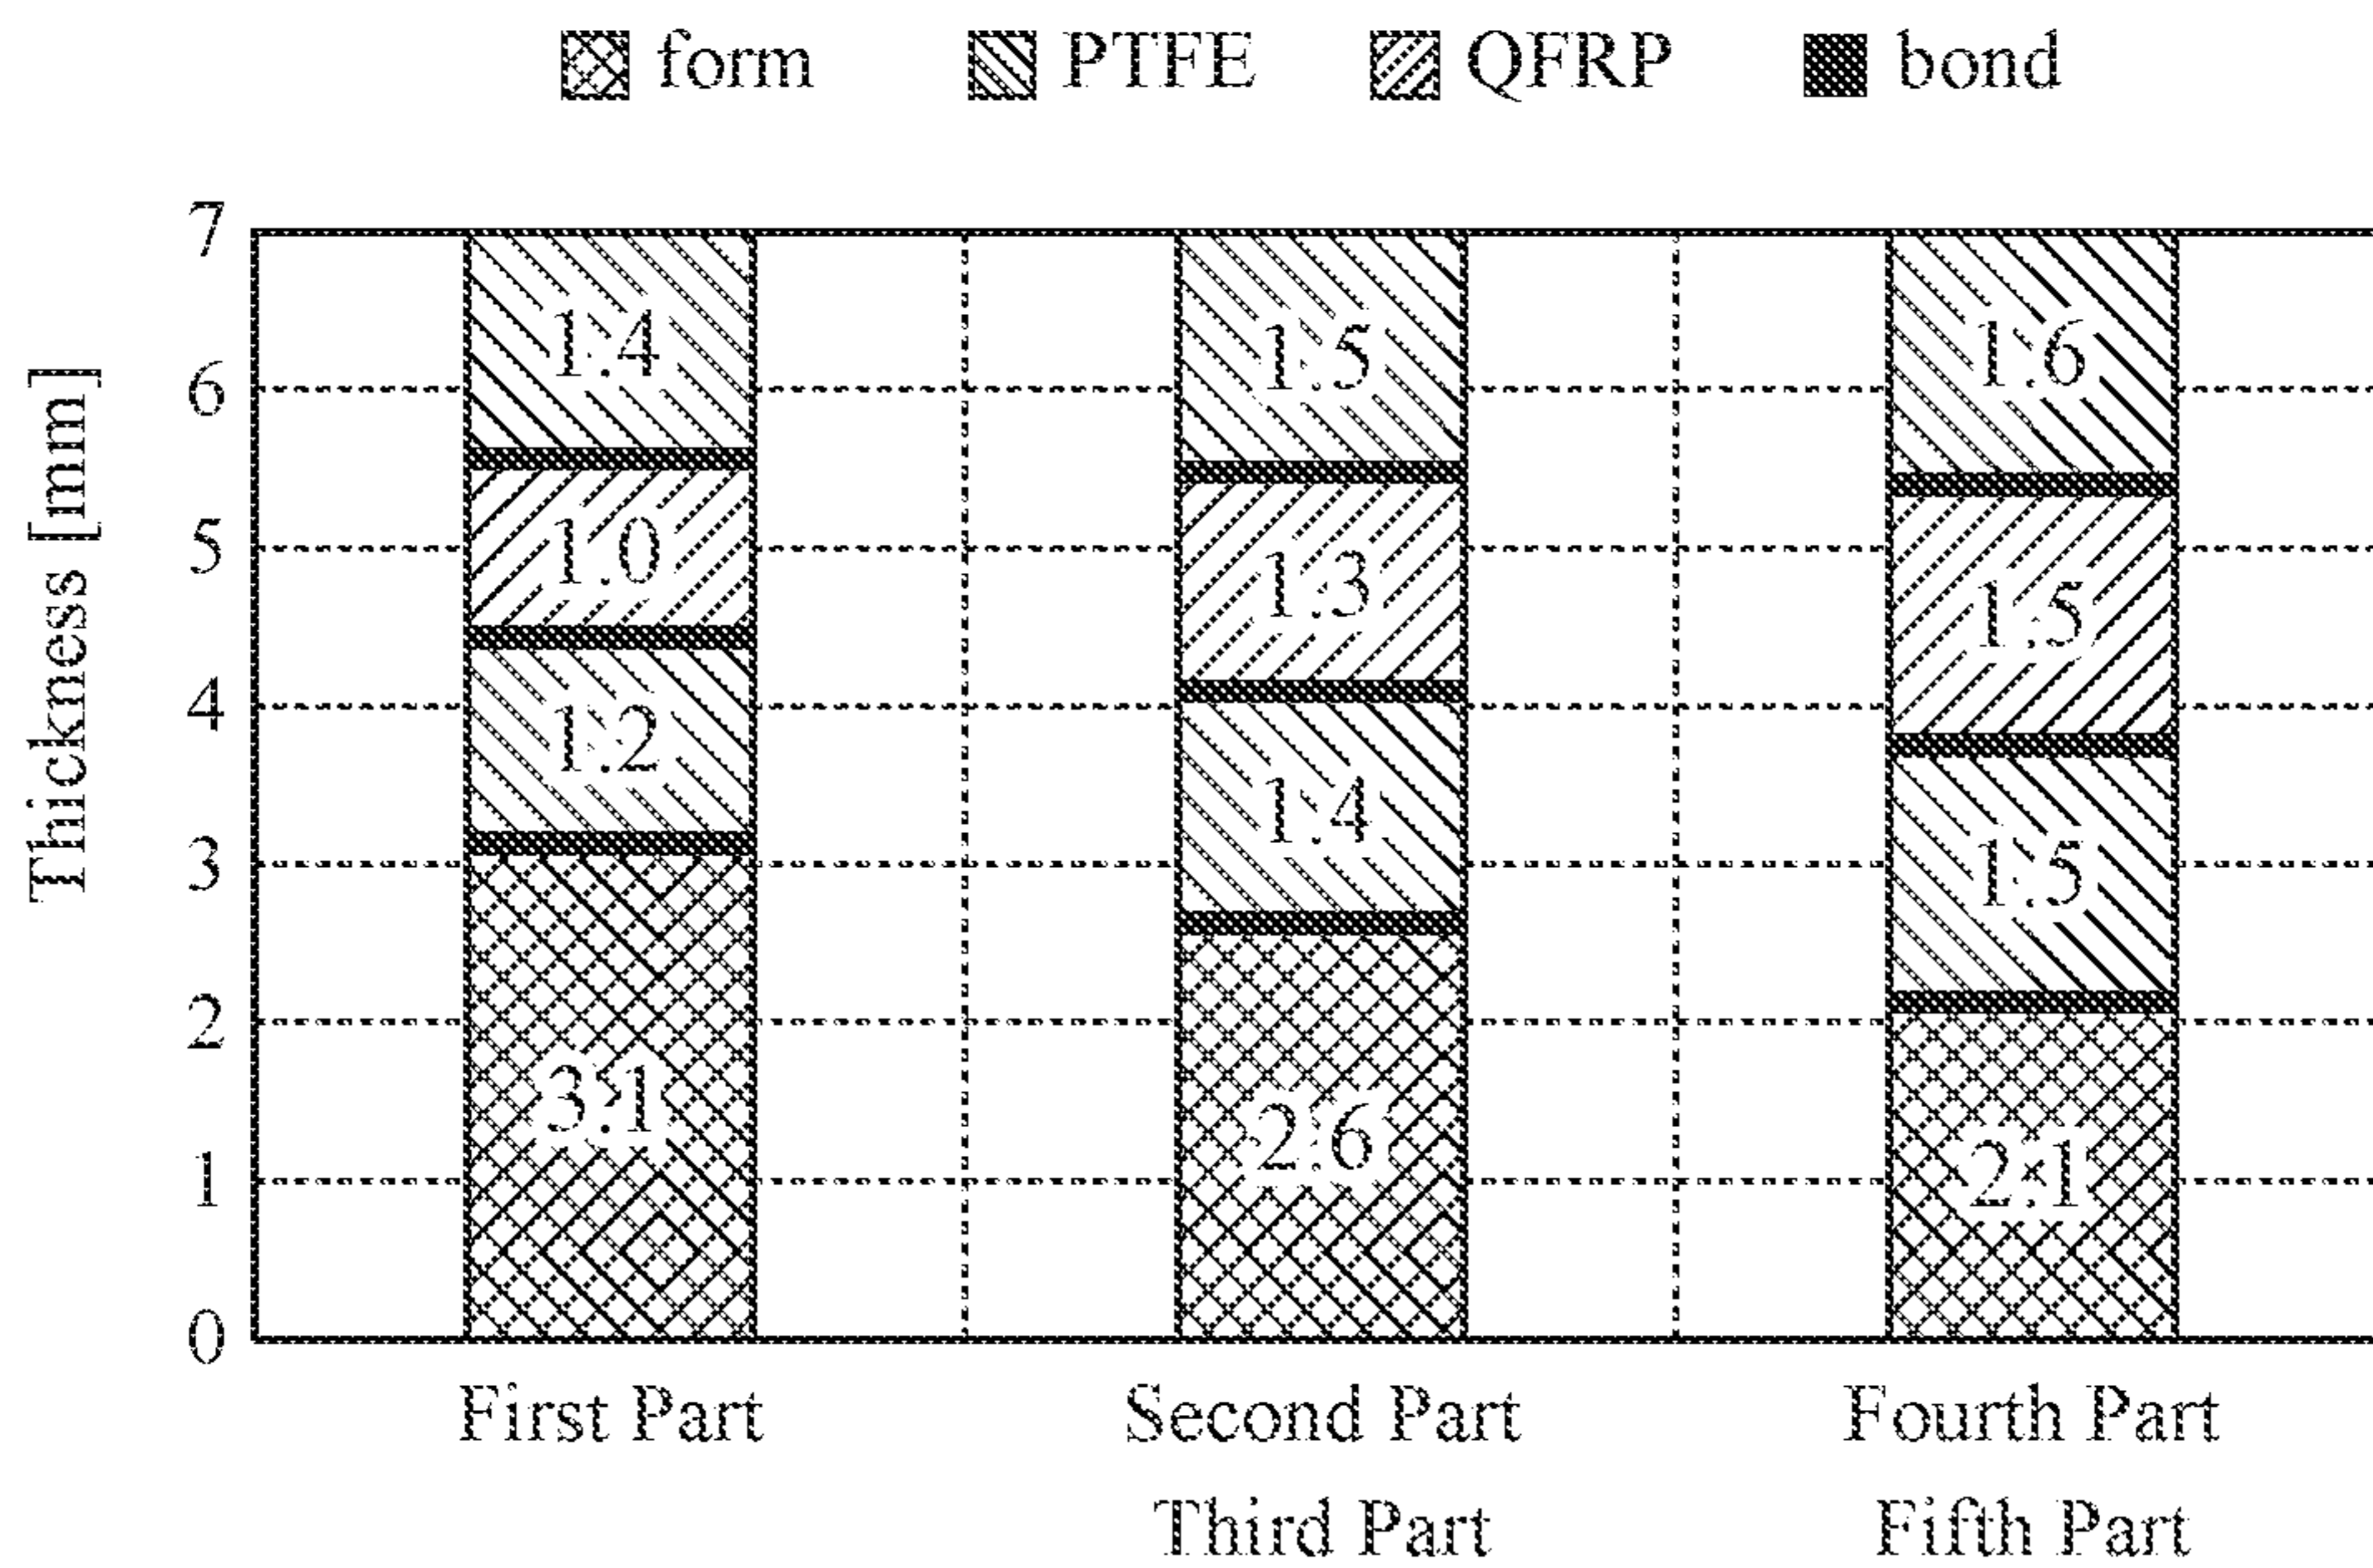 form PTFE QFRP bond
Thickness [mm]
7
6
5
4
3
2
1
0
1.4
1.0
1.2
3.1
1.5
1.3
1.4
2.6
1.6
1.5
1.5
2.1
First Part
Second Part
Third Part
Fourth Part
Fifth Part